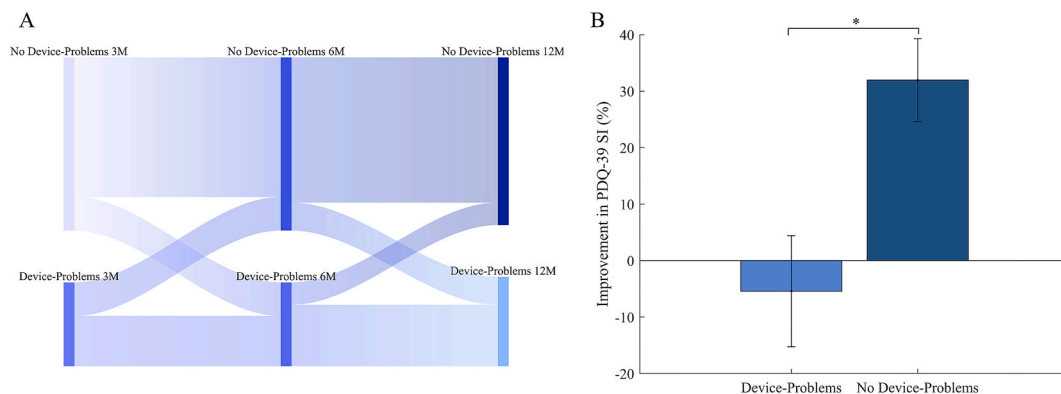 A
No Device-Problems 3M
No Device-Problems 6M
No Device-Problems 12M
Device-Problems 3M
Device-Problems 6M
Device-Problems 12M
B
*
40
30
20
10
0
-10
-20
Improvement in PDQ-39 SI (%)
Device-Problems
No Device-Problems